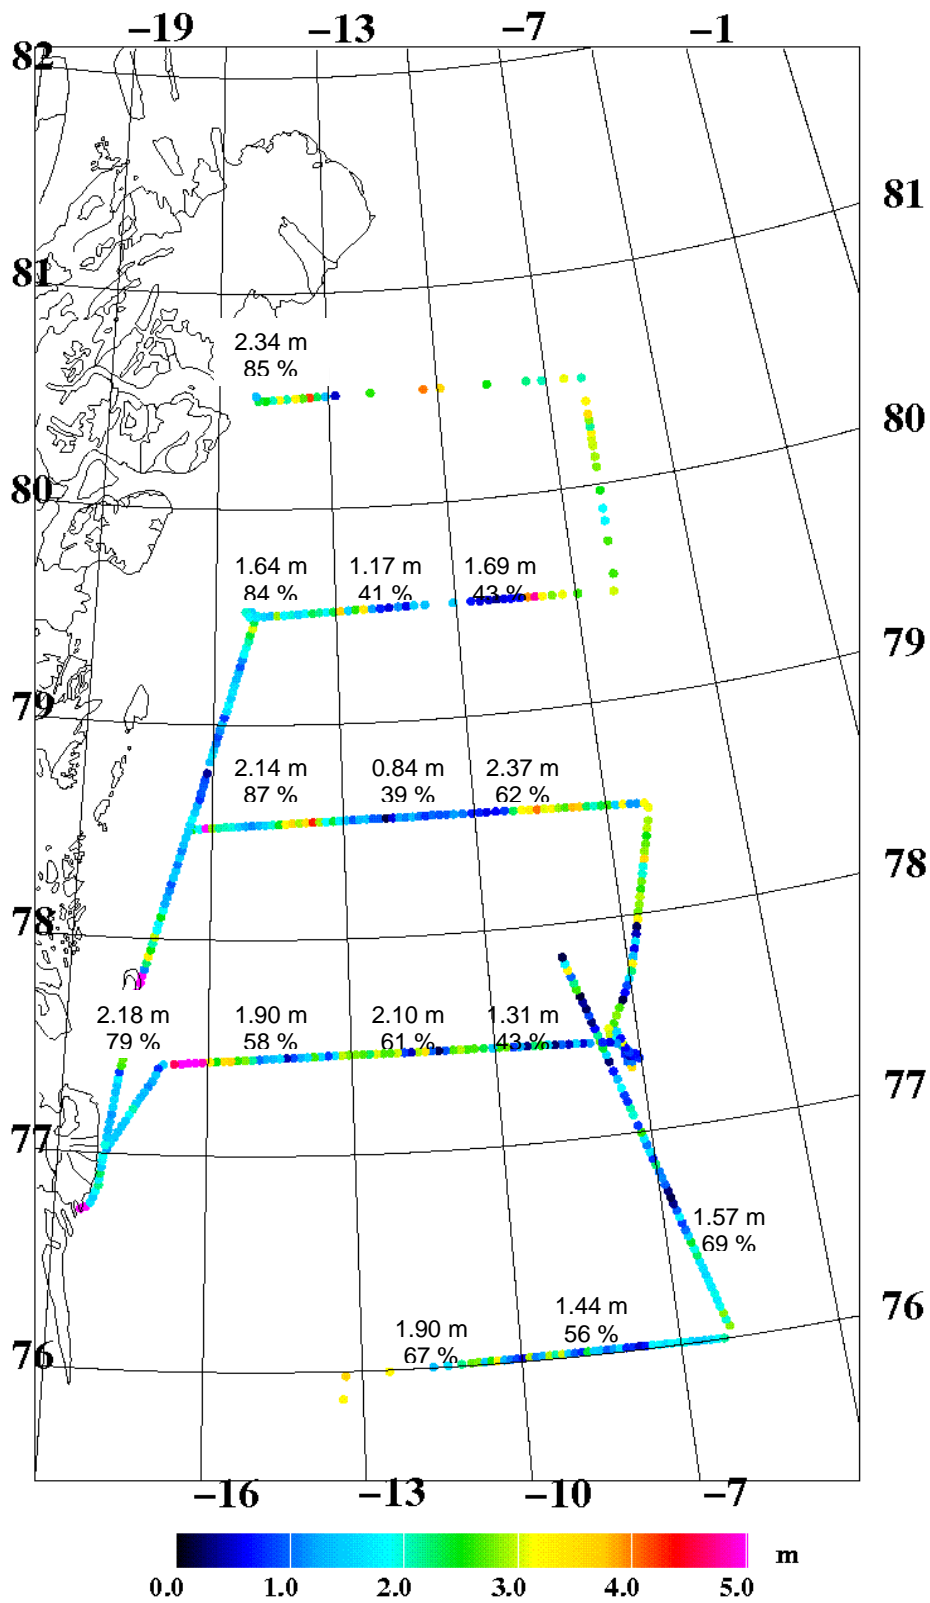 −19 −13 −7 −1
82
81
81
80
80
79
79
78
78
77
77
76
76
2.34 m
85 %
1.64 m 1.17 m 1.69 m
84 % 41 % 43 %
2.14 m 0.84 m 2.37 m
87 % 39 % 62 %
2.18 m 1.90 m 2.10 m 1.31 m
79 % 58 % 61 % 43 %
1.57 m
69 %
1.44 m
56 %
1.90 m
67 %
−16 −13 −10 −7
m
0.0 1.0 2.0 3.0 4.0 5.0